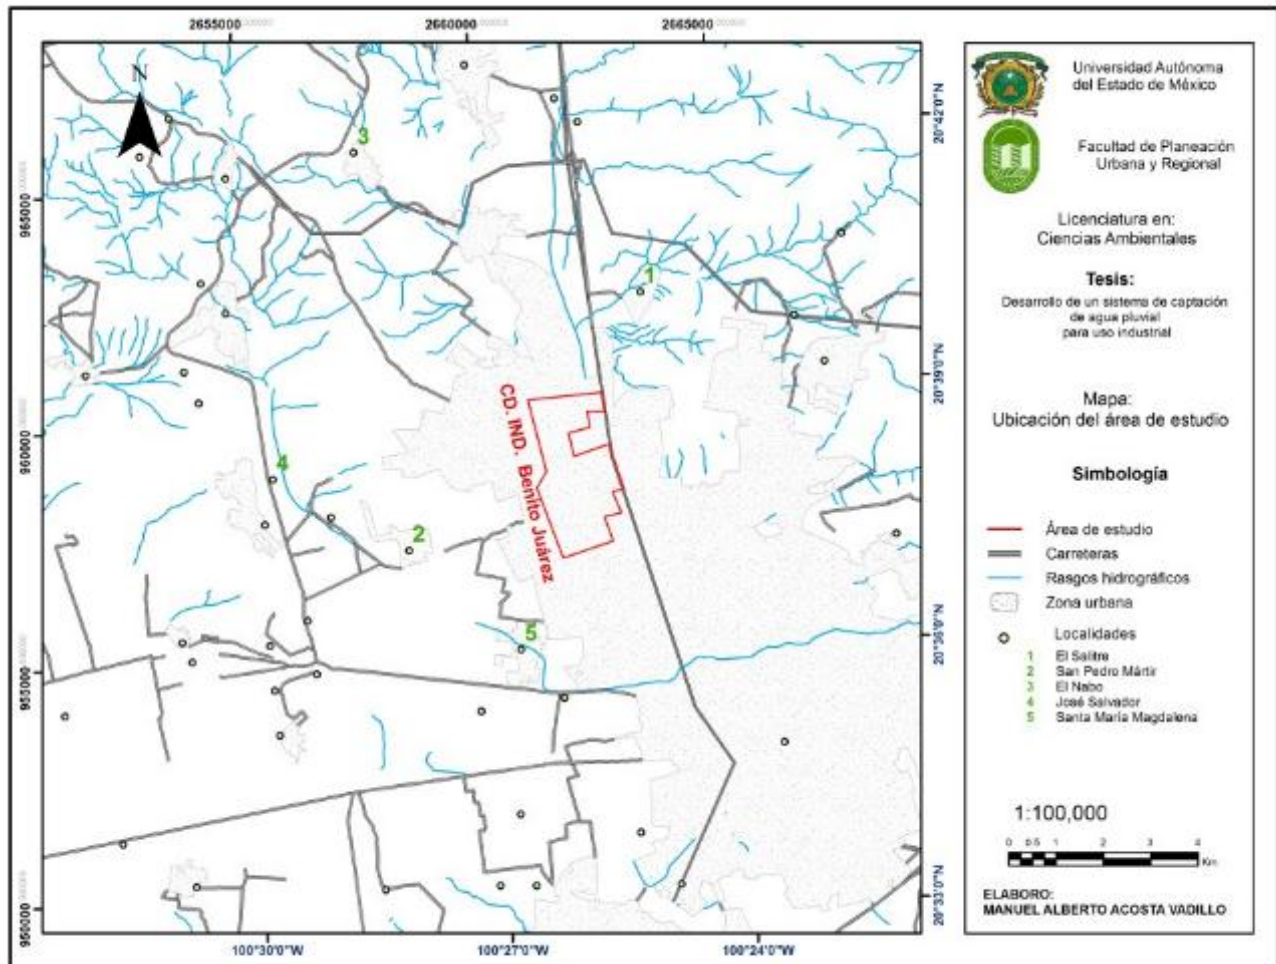 2655000
2660000
2665000
N
965000
960000
955000
950000
20°42'0"N
20°39'0"N
20°36'0"N
20°33'0"N
100°30'0"W
100°27'0"W
100°24'0"W
3
1
4
2
5
CD. IND. Benito Juárez
Universidad Autónoma
del Estado de México
Facultad de Planeación
Urbana y Regional
Licenciatura en:
Ciencias Ambientales
Tesis:
Desarrollo de un sistema de captación
de agua pluvial
para uso industrial
Mapa:
Ubicación del área de estudio
Simbología
Área de estudio
Carreteras
Rasgos hidrográficos
Zona urbana
Localidades
1 El Salitre
2 San Pedro Mártir
3 El Nabo
4 José Salvador
5 Santa María Magdalena
1:100,000
0 0.5 1 2 3 4
Km
ELABORO:
MANUEL ALBERTO ACOSTA VADILLO